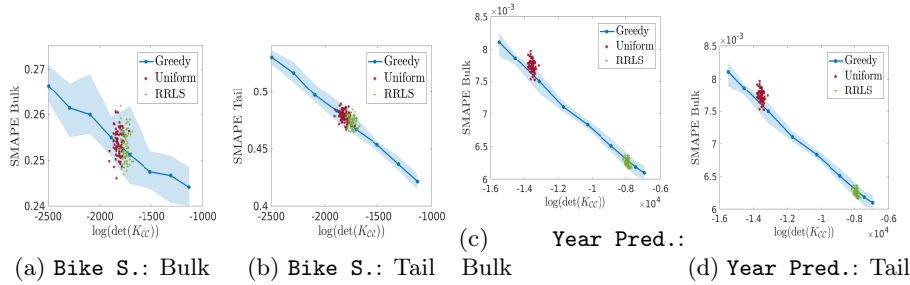 0.27
0.26
0.25
0.24
SMAPE Bulk
Greedy
Uniform
RRLS
-2500 -2000 -1500 -1000
log(det(K_CC))
(a) Bike S.: Bulk
0.5
0.45
0.4
SMAPE Tail
Greedy
Uniform
RRLS
-2500 -2000 -1500 -1000
log(det(K_CC))
(b) Bike S.: Tail
8.5 ×10⁻³
8
7.5
7
6.5
6
SMAPE Bulk
Greedy
Uniform
RRLS
-1.6 -1.4 -1.2 -1 -0.8 -0.6
log(det(K_CC)) ×10⁴
(c) Year Pred.:
Bulk
8.5 ×10⁻³
8
7.5
7
6.5
6
SMAPE Bulk
Greedy
Uniform
RRLS
-1.6 -1.4 -1.2 -1 -0.8 -0.6
log(det(K_CC)) ×10⁴
(d) Year Pred.: Tail